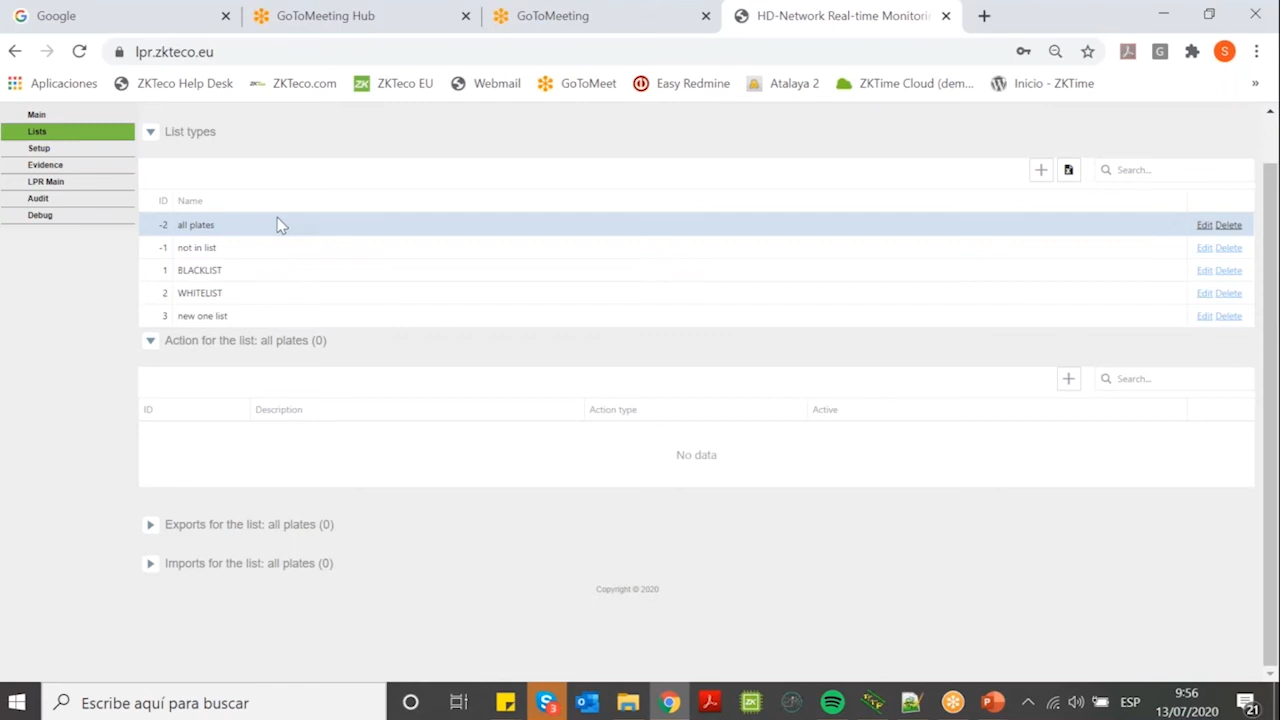 Google
GoToMeeting Hub
GoToMeeting
HD-Network Real-time Monitorin
lpr.zkteco.eu
S
Aplicaciones
ZKTeco Help Desk
ZKTeco.com
ZK ZKTeco EU
Webmail
GoToMeet
Easy Redmine
Atalaya 2
ZKTime Cloud (dem...
Inicio - ZKTime
»
Main
Lists
Setup
Evidence
LPR Main
Audit
Debug
List types
Search...
ID Name
-2 all plates Edit Delete
-1 not in list Edit Delete
1 BLACKLIST Edit Delete
2 WHITELIST Edit Delete
3 new one list Edit Delete
Action for the list: all plates (0)
Search...
ID Description Action type Active
No data
Exports for the list: all plates (0)
Imports for the list: all plates (0)
Copyright © 2020
Escribe aquí para buscar
3
ESP
9:56
13/07/2020
21